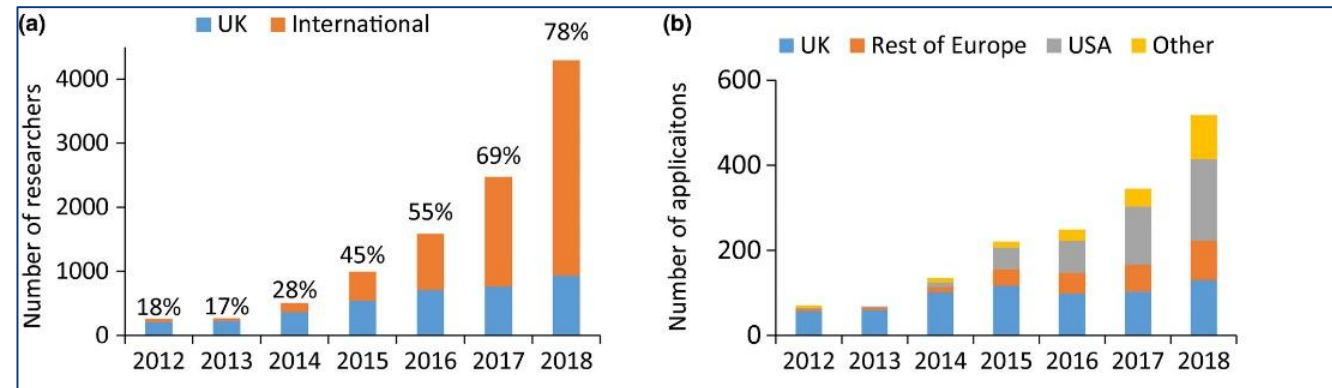 (a)
UK International
Number of researchers
4000
3000
2000
1000
0
18%
17%
28%
45%
55%
69%
78%
2012 2013 2014 2015 2016 2017 2018
(b)
UK Rest of Europe USA Other
Number of applicaitons
600
400
200
0
2012 2013 2014 2015 2016 2017 2018